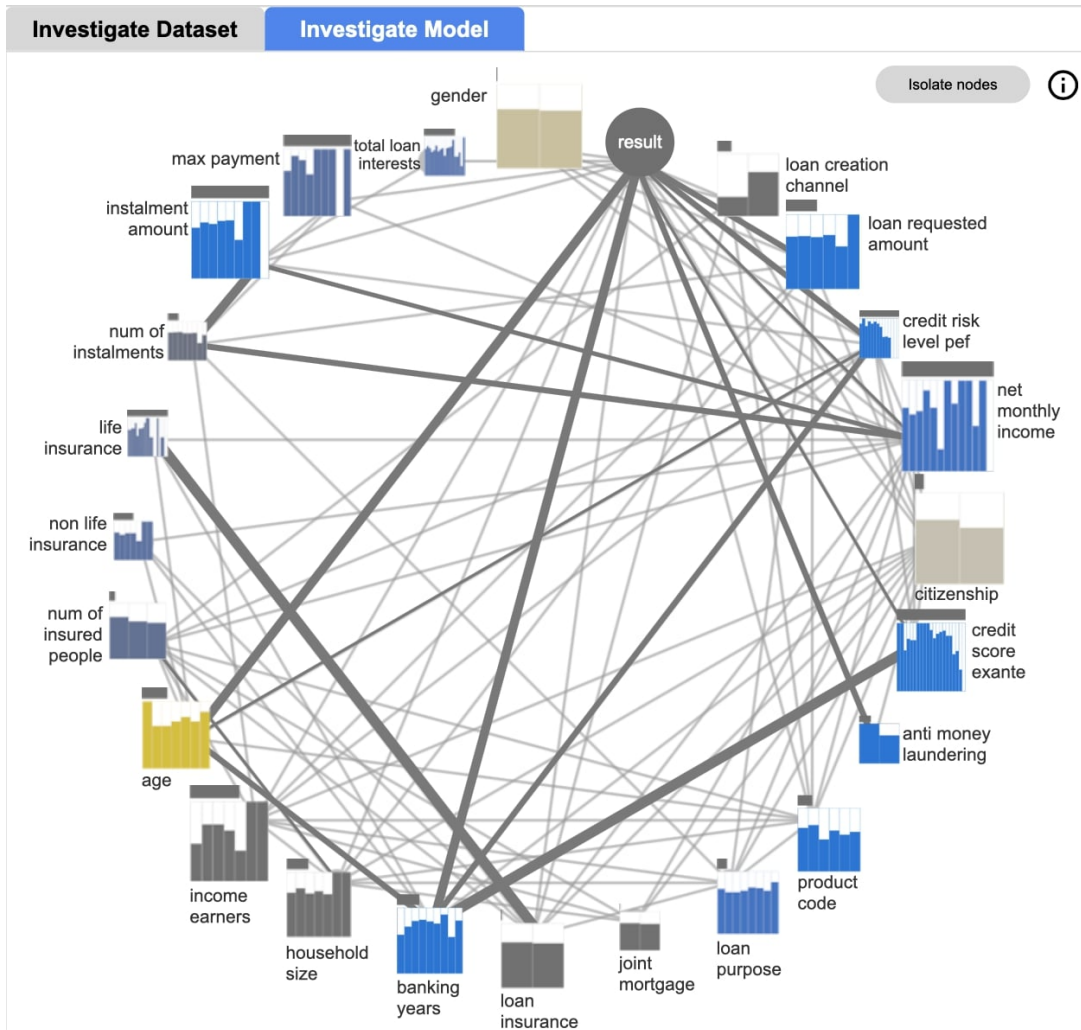 Investigate Dataset
Investigate Model
Isolate nodes
i
gender
result
total loan
interests
max payment
instalment
amount
num of
instalments
life
insurance
non life
insurance
num of
insured
people
age
income
earners
household
size
banking
years
loan
insurance
joint
mortgage
loan
purpose
product
code
anti money
laundering
credit
score
exante
citizenship
net
monthly
income
credit risk
level pef
loan requested
amount
loan creation
channel